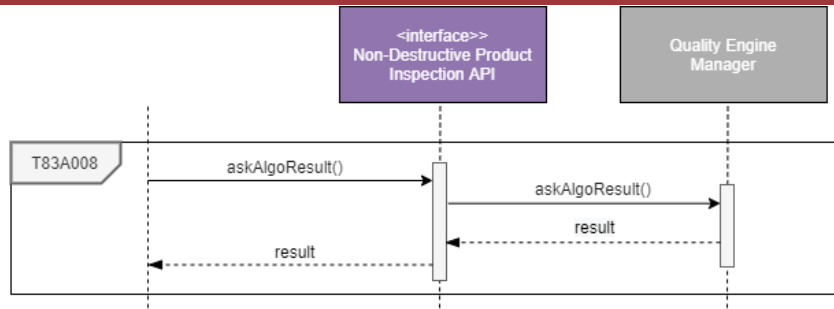 <interface>>
Non-Destructive Product
Inspection API
Quality Engine
Manager
T83A008
askAlgoResult()
askAlgoResult()
result
result